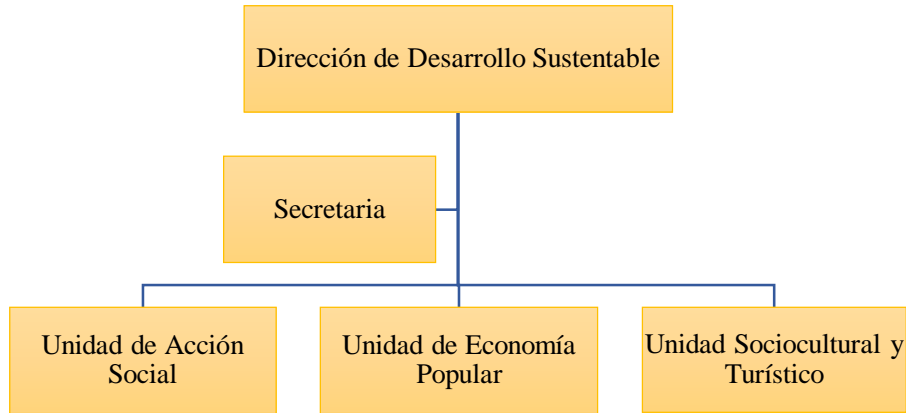 Dirección de Desarrollo Sustentable
Secretaria
Unidad de Acción
Social
Unidad de Economía
Popular
Unidad Sociocultural y
Turístico